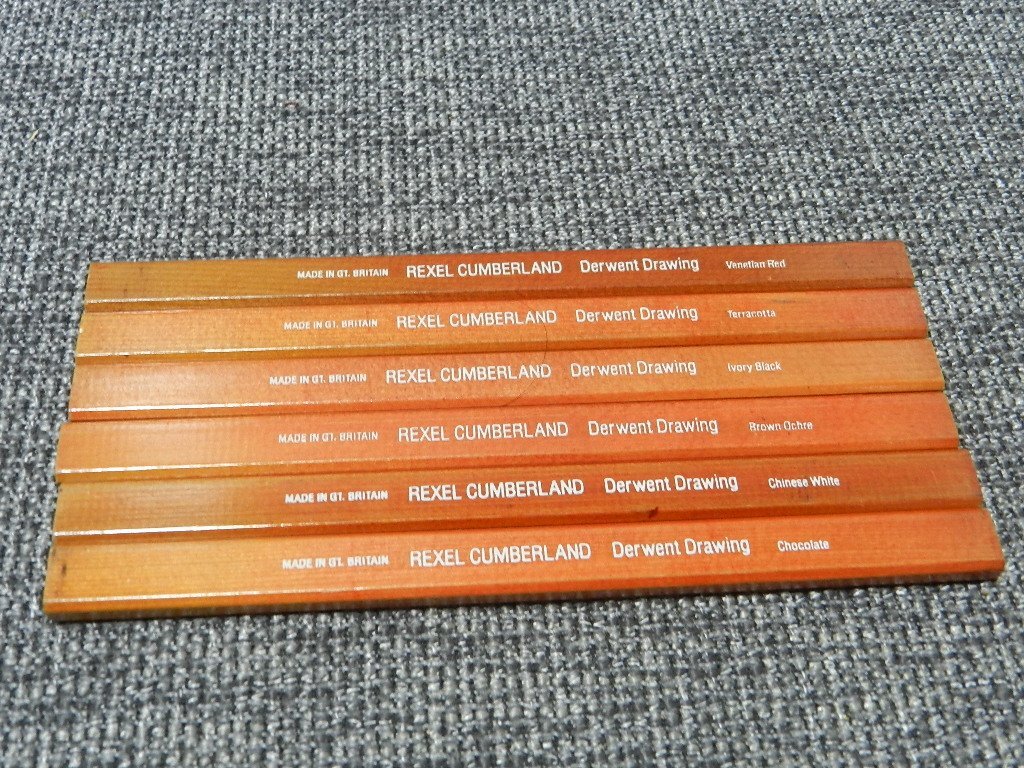 MADE IN GT. BRITAIN REXEL CUMBERLAND Derwent Drawing Venetian Red
MADE IN GT. BRITAIN REXEL CUMBERLAND Derwent Drawing Terracotta
MADE IN GT. BRITAIN REXEL CUMBERLAND Derwent Drawing Ivory Black
MADE IN GT. BRITAIN REXEL CUMBERLAND Derwent Drawing Brown Ochre
MADE IN GT. BRITAIN REXEL CUMBERLAND Derwent Drawing Chinese White
MADE IN GT. BRITAIN REXEL CUMBERLAND Derwent Drawing Chocolate